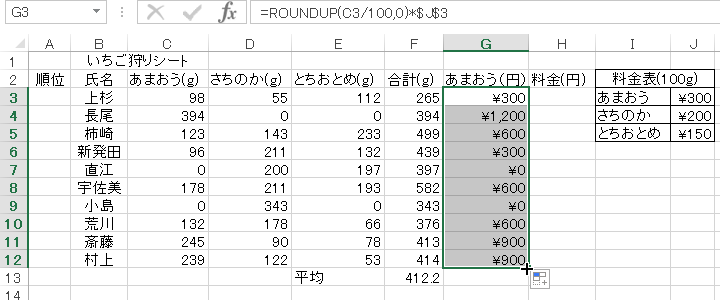 G3 fx =ROUNDUP(C3/100,0)*$J$3
A B C D E F G H I J
1 いちご狩りシート
2 順位 氏名 あまおう(g) さちのか(g) とちおとめ(g) 合計(g) あまおう(円) 料金(円) 料金表(100g)
3 上杉 98 55 112 265 ¥300 あまおう ¥300
4 長尾 394 0 0 394 ¥1,200 さちのか ¥200
5 柿崎 123 143 233 499 ¥600 とちおとめ ¥150
6 新発田 96 211 132 439 ¥300
7 直江 0 200 197 397 ¥0
8 宇佐美 178 211 193 582 ¥600
9 小島 0 343 0 343 ¥0
10 荒川 132 178 66 376 ¥600
11 斎藤 245 90 78 413 ¥900
12 村上 239 122 53 414 ¥900
13 平均 412.2
14